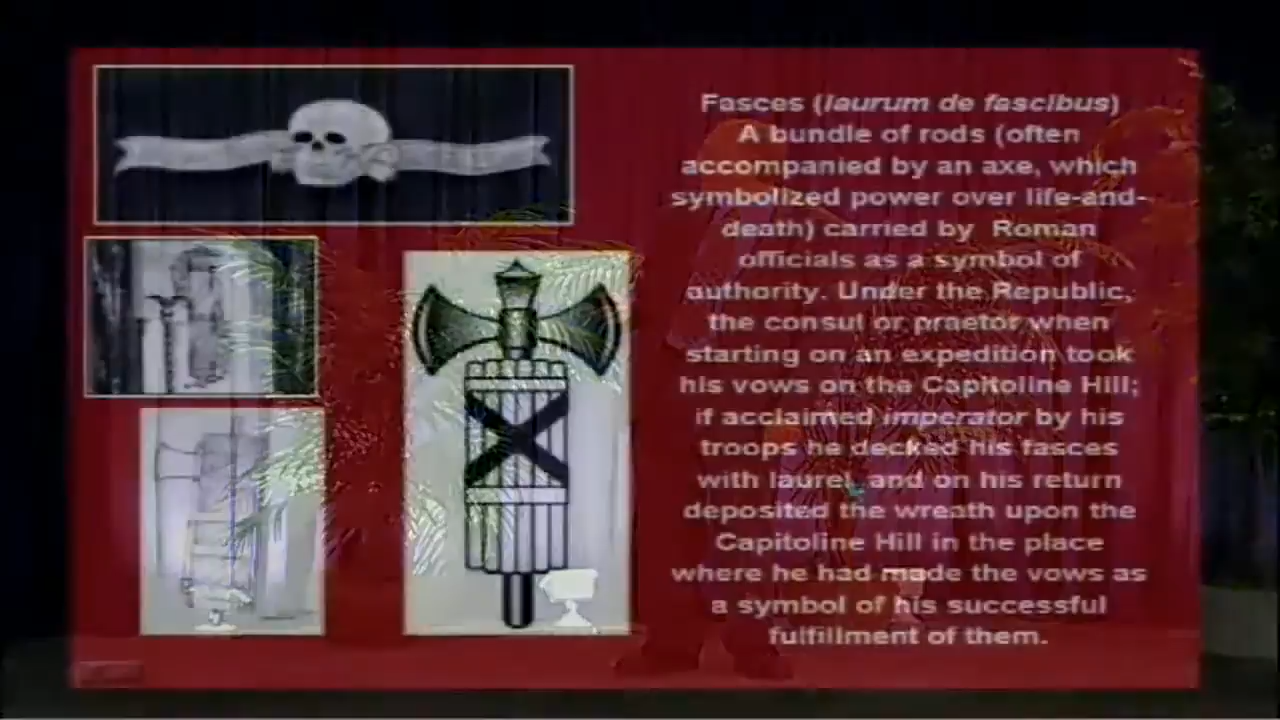 Fasces (laurum de fascibus)
A bundle of rods (often
accompanied by an axe, which
symbolized power over life-and-
death) carried by Roman
officials as a symbol of
authority. Under the Republic,
the consul or praetor when
starting on an expedition took
his vows on the Capitoline Hill;
if acclaimed imperator by his
troops he decked his fasces
with laurel, and on his return
deposited the wreath upon the
Capitoline Hill in the place
where he had made the vows as
a symbol of his successful
fulfillment of them.